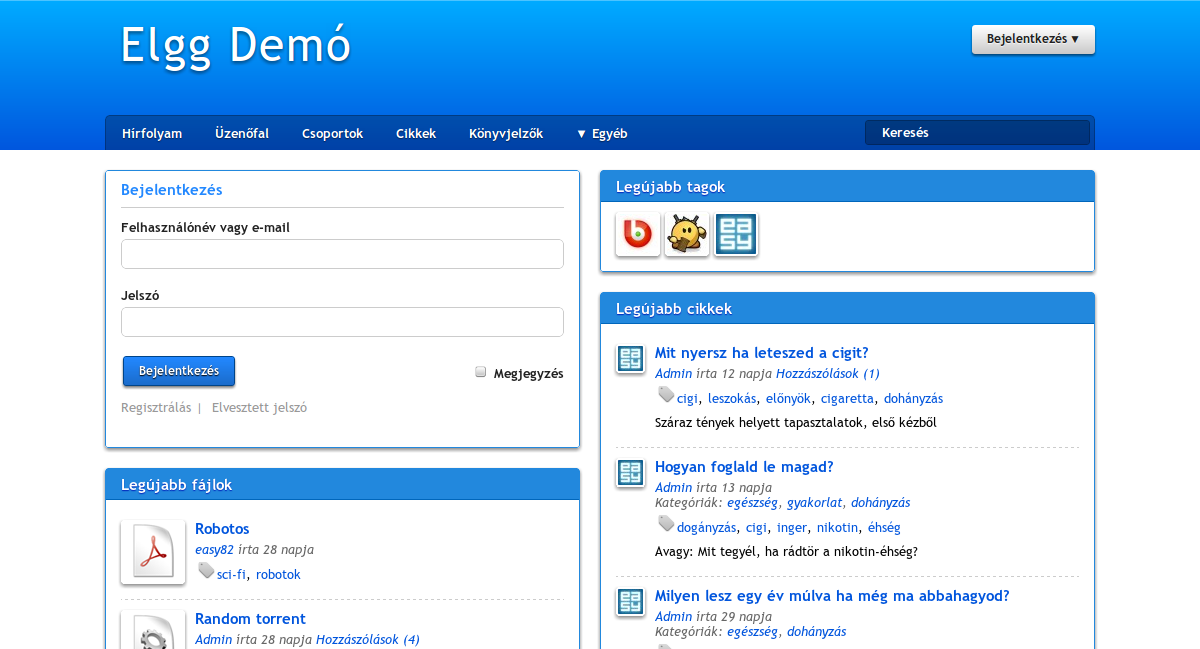 Elgg Demó
Bejelentkezés ▼
Hírfolyam Üzenőfal Csoportok Cikkek Könyvjelzők ▼ Egyéb
Keresés
Bejelentkezés
Felhasználónév vagy e-mail
Jelszó
Bejelentkezés
Megjegyzés
Regisztrálás | Elvesztett jelszó
Legújabb fájlok
Robotos
easy82 írta 28 napja
sci-fi, robotok
Random torrent
Admin írta 28 napja Hozzászólások (4)
Legújabb tagok
easy
Legújabb cikkek
Mit nyersz ha leteszed a cigit?
Admin írta 12 napja Hozzászólások (1)
cigi, leszokás, előnyök, cigaretta, dohányzás
Száraz tények helyett tapasztalatok, első kézből
Hogyan foglald le magad?
Admin írta 13 napja
Kategóriák: egészség, gyakorlat, dohányzás
dogányzás, cigi, inger, nikotin, éhség
Avagy: Mit tegyél, ha rádtör a nikotin-éhség?
Milyen lesz egy év múlva ha még ma abbahagyod?
Admin írta 29 napja
Kategóriák: egészség, dohányzás